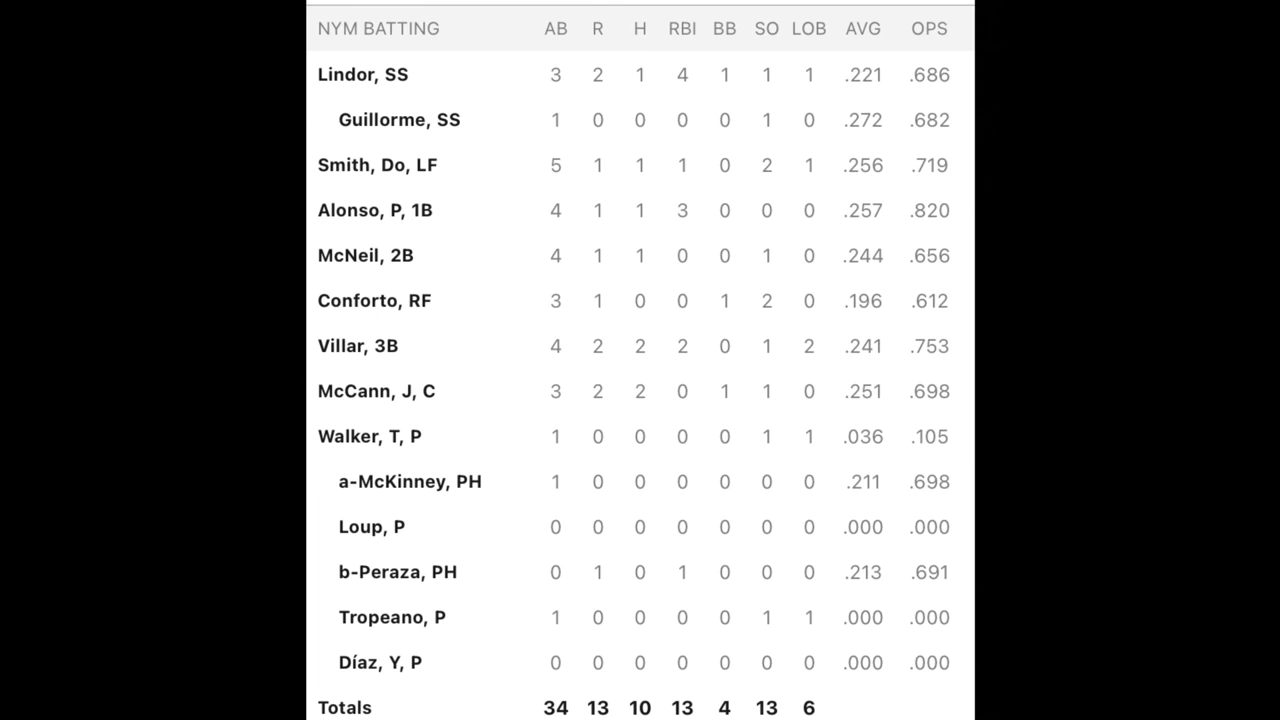 NYM BATTING AB R H RBI BB SO LOB AVG OPS
Lindor, SS 3 2 1 4 1 1 1 .221 .686
Guillorme, SS 1 0 0 0 0 1 0 .272 .682
Smith, Do, LF 5 1 1 1 0 2 1 .256 .719
Alonso, P, 1B 4 1 1 3 0 0 0 .257 .820
McNeil, 2B 4 1 1 0 0 1 0 .244 .656
Conforto, RF 3 1 0 0 1 2 0 .196 .612
Villar, 3B 4 2 2 2 0 1 2 .241 .753
McCann, J, C 3 2 2 0 1 1 0 .251 .698
Walker, T, P 1 0 0 0 0 1 1 .036 .105
a-McKinney, PH 1 0 0 0 0 0 0 .211 .698
Loup, P 0 0 0 0 0 0 0 .000 .000
b-Peraza, PH 0 1 0 1 0 0 0 .213 .691
Tropeano, P 1 0 0 0 0 1 1 .000 .000
Díaz, Y, P 0 0 0 0 0 0 0 .000 .000
Totals 34 13 10 13 4 13 6